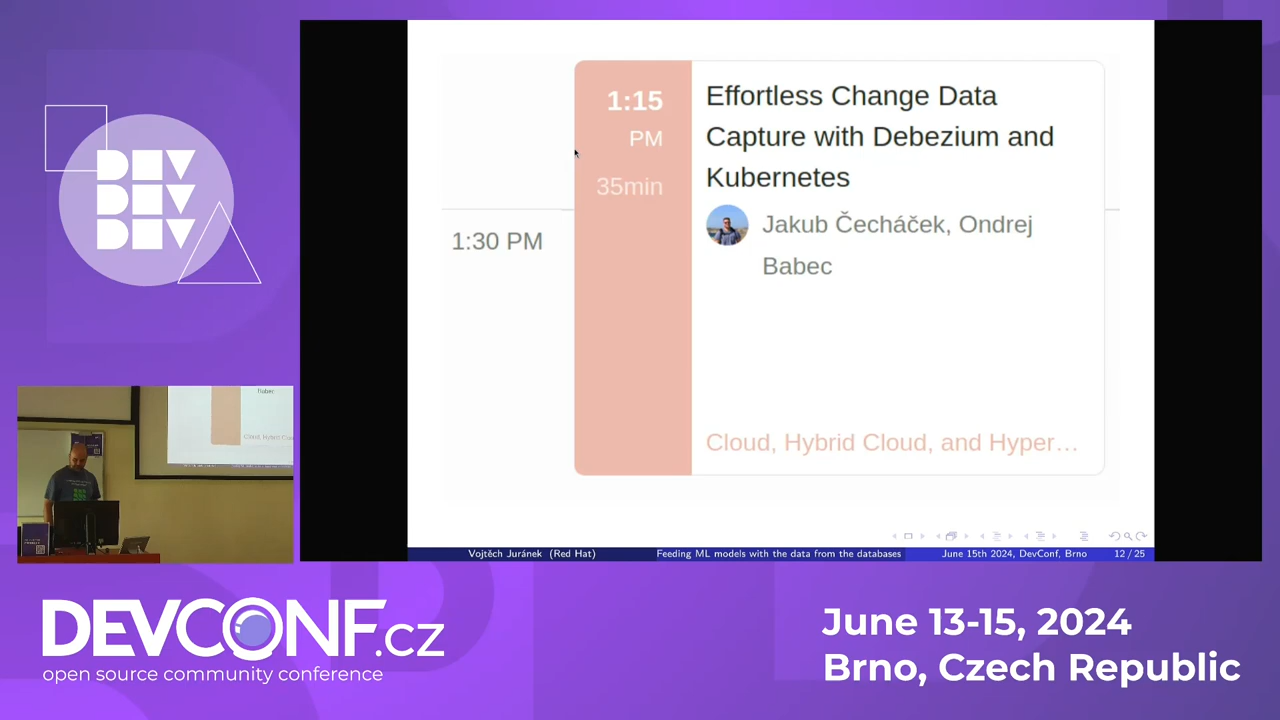 DEV
DEV
DEV
1:15
PM
35min
1:30 PM
Effortless Change Data
Capture with Debezium and
Kubernetes
Jakub Čecháček, Ondrej
Babec
Cloud, Hybrid Cloud, and Hyper…
Vojtěch Juránek (Red Hat) Feeding ML models with the data from the databases June 15th 2024, DevConf, Brno 12 / 25
DEVCONF.cz
open source community conference
June 13-15, 2024
Brno, Czech Republic